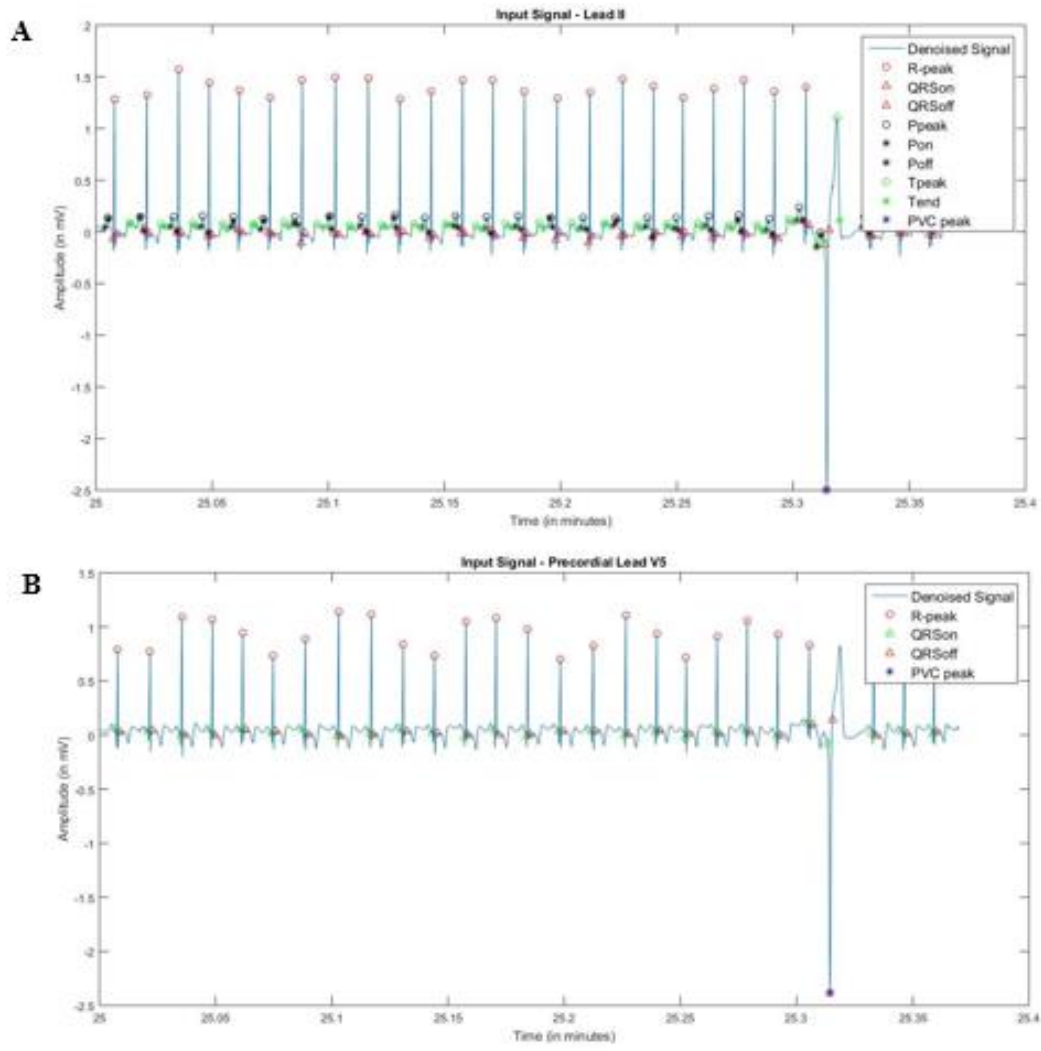 A
Input Signal - Lead II
2
1.5
1
0.5
0
-0.5
-1
-1.5
-2
-2.5
Amplitude (in mV)
Denoised Signal
R-peak
QRSon
QRSoff
Ppeak
Pon
Poff
Tpeak
Tend
PVC peak
25 25.05 25.1 25.15 25.2 25.25 25.3 25.35 25.4
Time (in minutes)
B
Input Signal - Precordial Lead V5
1.5
1
0.5
0
-0.5
-1
-1.5
-2
-2.5
Amplitude (in mV)
Denoised Signal
R-peak
QRSon
QRSoff
PVC peak
25 25.05 25.1 25.15 25.2 25.25 25.3 25.35 25.4
Time (in minutes)